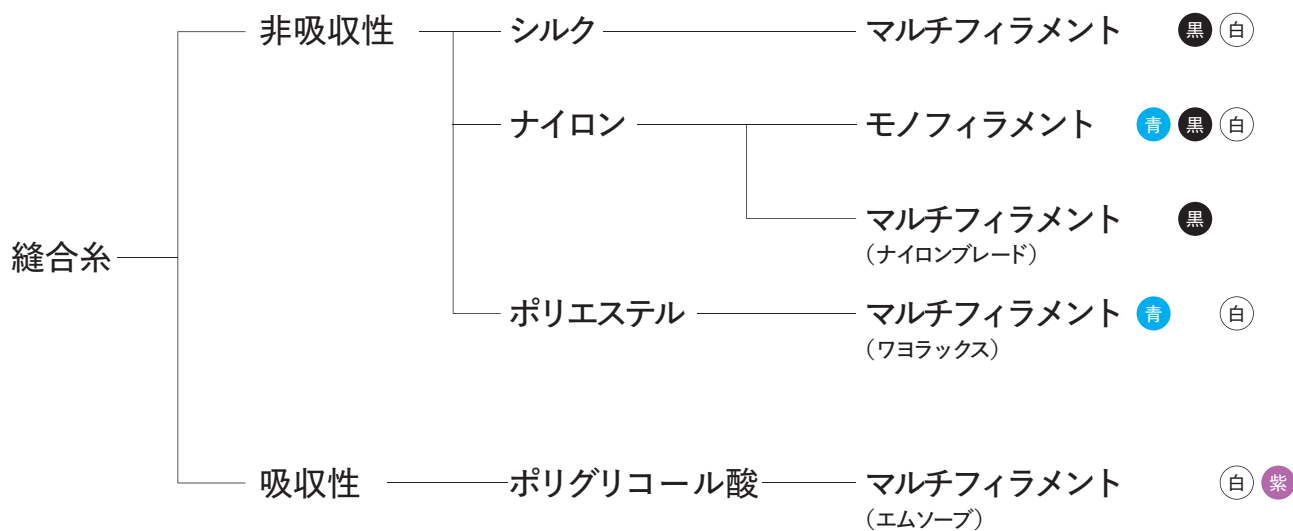 非吸収性 シルク マルチフィラメント 黒 白
ナイロン モノフィラメント 青 黒 白
マルチフィラメント 黒
(ナイロンブレード)
縫合糸
ポリエステル マルチフィラメント 青 白
(ワヨラックス)
吸収性 ポリグリコール酸 マルチフィラメント 白 紫
(エムソーブ)